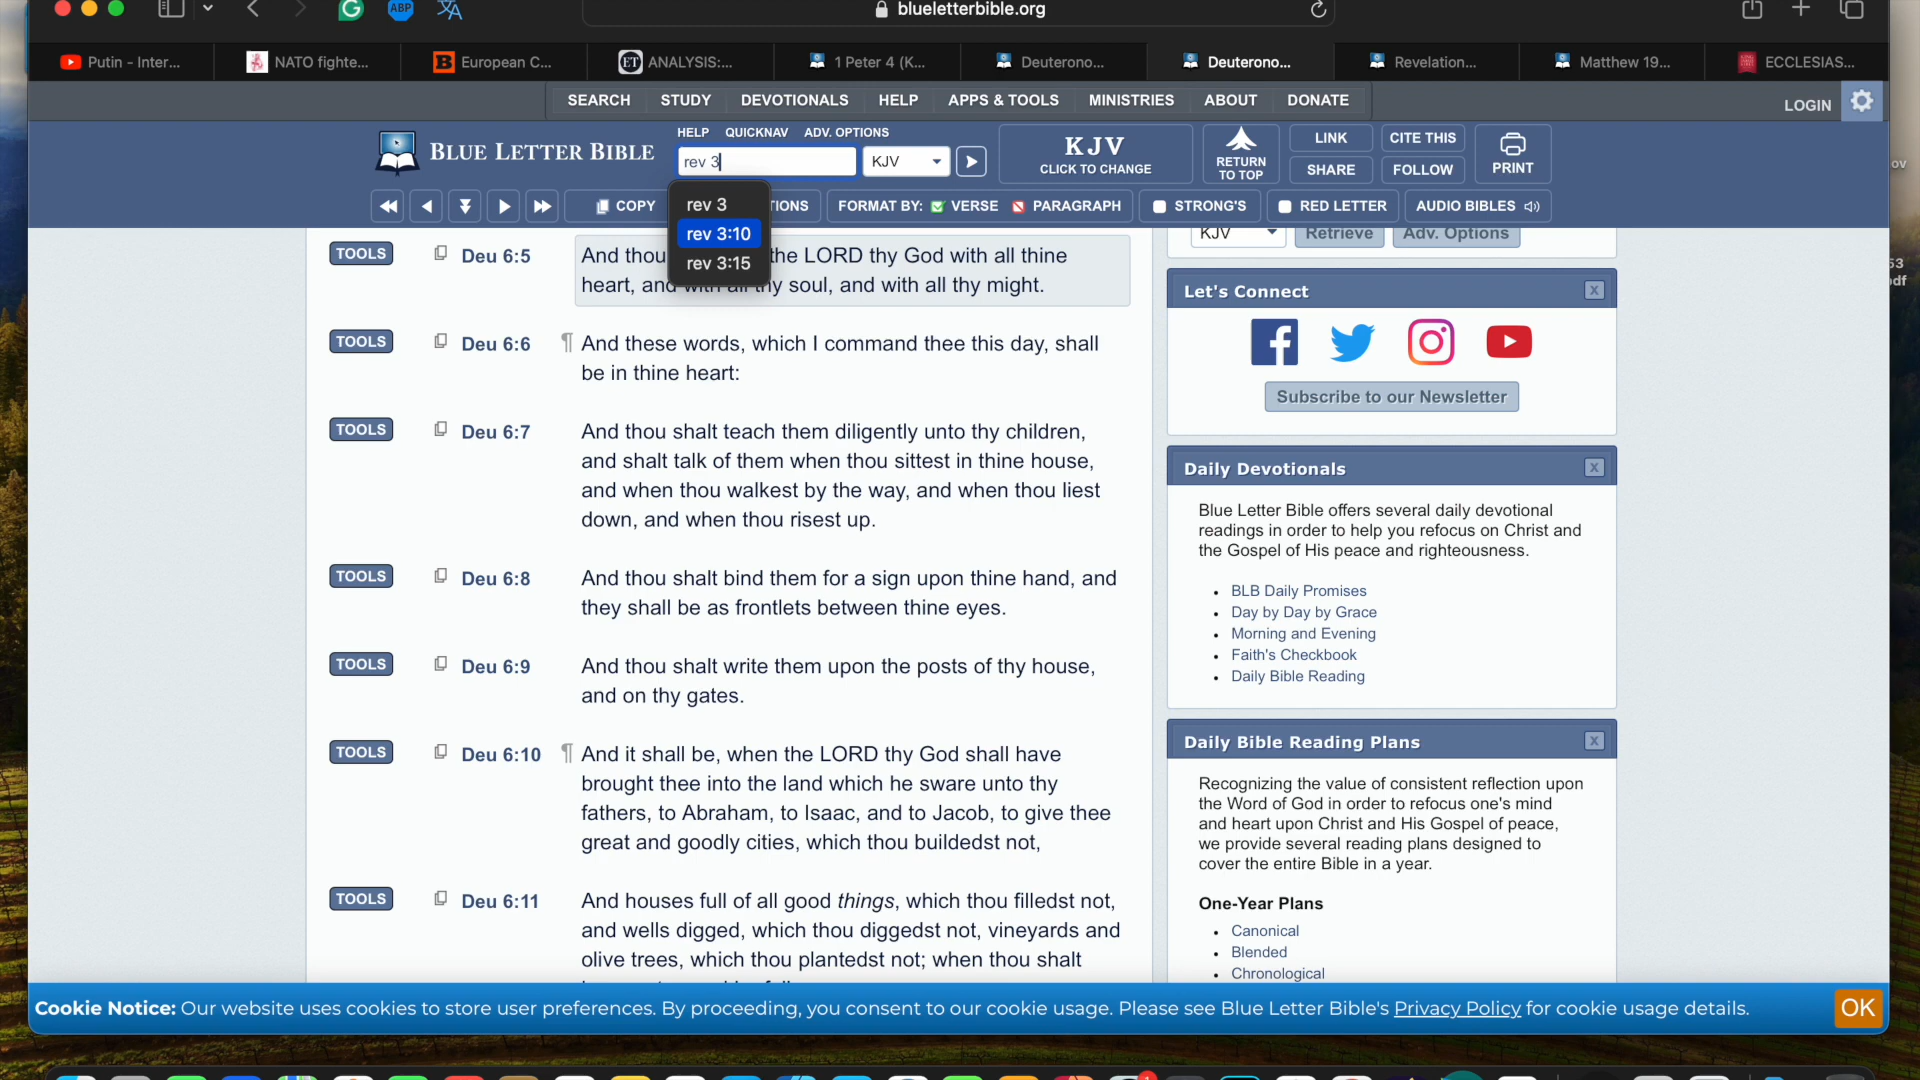 ABP
blueletterbible.org
Putin - Inter...
NATO fighte...
European C...
ANALYSIS:...
1 Peter 4 (K...
Deuterono...
Deuterono...
Revelation...
Matthew 19...
ECCLESIAS...
SEARCH STUDY DEVOTIONALS HELP APPS & TOOLS MINISTRIES ABOUT DONATE
LOGIN
HELP QUICKNAV ADV. OPTIONS
BLUE LETTER BIBLE
rev 3
KJV
KJV
CLICK TO CHANGE
RETURN
TO TOP
LINK
CITE THIS
SHARE
FOLLOW
PRINT
COPY
IONS
FORMAT BY: VERSE PARAGRAPH
STRONG'S
RED LETTER
AUDIO BIBLES
rev 3
rev 3:10
rev 3:15
TOOLS
Deu 6:5
And thou the LORD thy God with all thine
heart, and with all thy soul, and with all thy might.
TOOLS
Deu 6:6
¶ And these words, which I command thee this day, shall
be in thine heart:
TOOLS
Deu 6:7
And thou shalt teach them diligently unto thy children,
and shalt talk of them when thou sittest in thine house,
and when thou walkest by the way, and when thou liest
down, and when thou risest up.
TOOLS
Deu 6:8
And thou shalt bind them for a sign upon thine hand, and
they shall be as frontlets between thine eyes.
TOOLS
Deu 6:9
And thou shalt write them upon the posts of thy house,
and on thy gates.
TOOLS
Deu 6:10
¶ And it shall be, when the LORD thy God shall have
brought thee into the land which he sware unto thy
fathers, to Abraham, to Isaac, and to Jacob, to give thee
great and goodly cities, which thou buildedst not,
TOOLS
Deu 6:11
And houses full of all good things, which thou filledst not,
and wells digged, which thou diggedst not, vineyards and
olive trees, which thou plantedst not; when thou shalt
KJV
Retrieve
Adv. Options
Let's Connect
X
Subscribe to our Newsletter
Daily Devotionals
X
Blue Letter Bible offers several daily devotional
readings in order to help you refocus on Christ and
the Gospel of His peace and righteousness.
BLB Daily Promises
Day by Day by Grace
Morning and Evening
Faith's Checkbook
Daily Bible Reading
Daily Bible Reading Plans
X
Recognizing the value of consistent reflection upon
the Word of God in order to refocus one's mind
and heart upon Christ and His Gospel of peace,
we provide several reading plans designed to
cover the entire Bible in a year.
One-Year Plans
Canonical
Blended
Chronological
ov
53
df
Cookie Notice: Our website uses cookies to store user preferences. By proceeding, you consent to our cookie usage. Please see Blue Letter Bible's Privacy Policy for cookie usage details.
OK